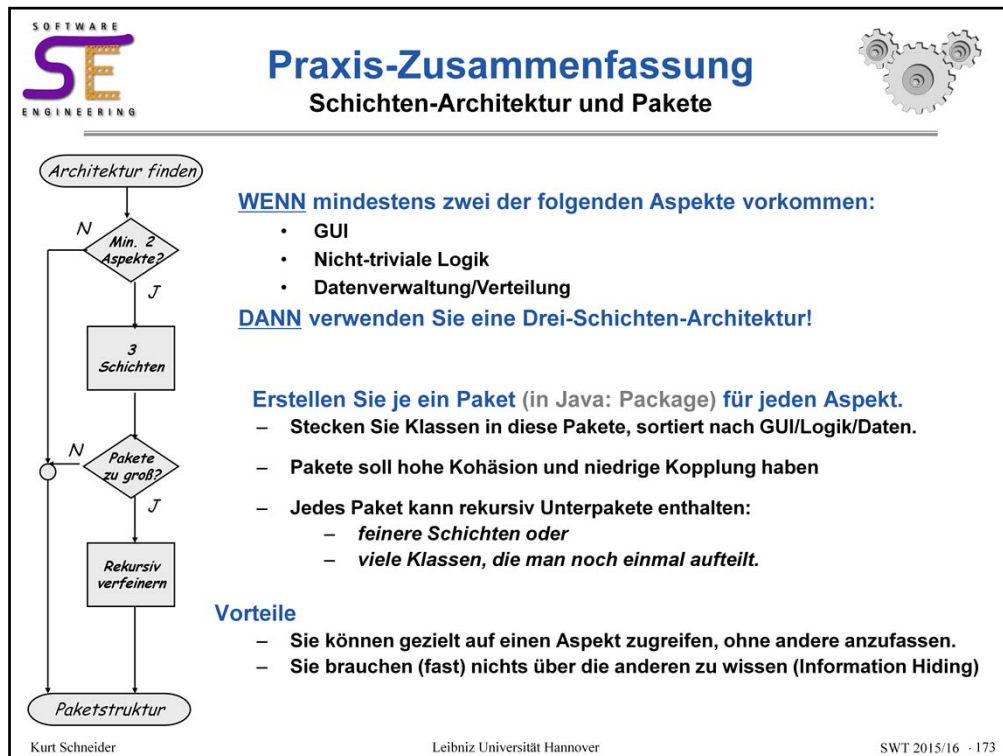 SOFTWARE
SE
ENGINEERING
Praxis-Zusammenfassung
Schichten-Architektur und Pakete
Architektur finden
N
Min. 2
Aspekte?
J
3
Schichten
N
Pakete
zu groß?
J
Rekursiv
verfeinern
Paketstruktur
WENN mindestens zwei der folgenden Aspekte vorkommen:
• GUI
• Nicht-triviale Logik
• Datenverwaltung/Verteilung
DANN verwenden Sie eine Drei-Schichten-Architektur!
Erstellen Sie je ein Paket (in Java: Package) für jeden Aspekt.
– Stecken Sie Klassen in diese Pakete, sortiert nach GUI/Logik/Daten.
– Pakete soll hohe Kohäsion und niedrige Kopplung haben
– Jedes Paket kann rekursiv Unterpakete enthalten:
– feinere Schichten oder
– viele Klassen, die man noch einmal aufteilt.
Vorteile
– Sie können gezielt auf einen Aspekt zugreifen, ohne andere anzufassen.
– Sie brauchen (fast) nichts über die anderen zu wissen (Information Hiding)
Kurt Schneider Leibniz Universität Hannover SWT 2015/16 - 173